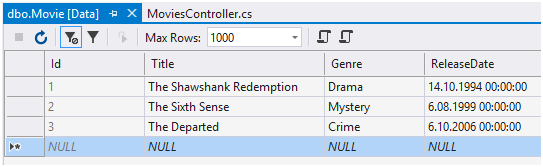 dbo.Movie [Data] MoviesController.cs
Max Rows: 1000
Id Title Genre ReleaseDate
1 The Shawshank Redemption Drama 14.10.1994 00:00:00
2 The Sixth Sense Mystery 6.08.1999 00:00:00
3 The Departed Crime 6.10.2006 00:00:00
NULL NULL NULL NULL